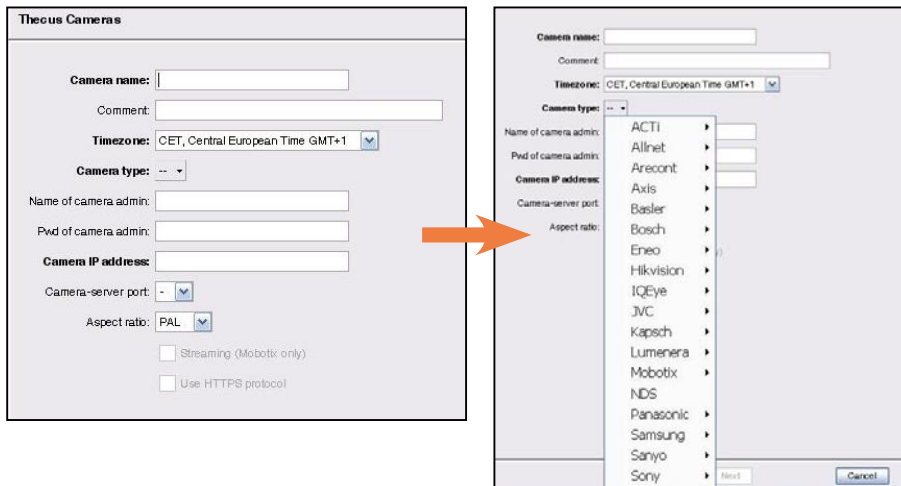 Thecus Cameras
Camera name:
Comment:
Timezone: CET, Central European Time GMT+1
Camera type: --
Name of camera admin:
Pwd of camera admin:
Camera IP address:
Camera-server port: -
Aspect ratio: PAL
Streaming (Mobotix only)
Use HTTPS protocol
Camera name:
Comment:
Timezone: CET, Central European Time GMT+1
Camera type: --
Name of camera admin:
Pwd of camera admin:
Camera IP address:
Camera-server port:
Aspect ratio:
ACTi
Allnet
Arecont
Axis
Basler
Bosch
Eneo
Hikvision
IQEye
JVC
Kapsch
Lumenera
Mobotix
NDS
Panasonic
Samsung
Sanyo
Sony
Next
Cancel